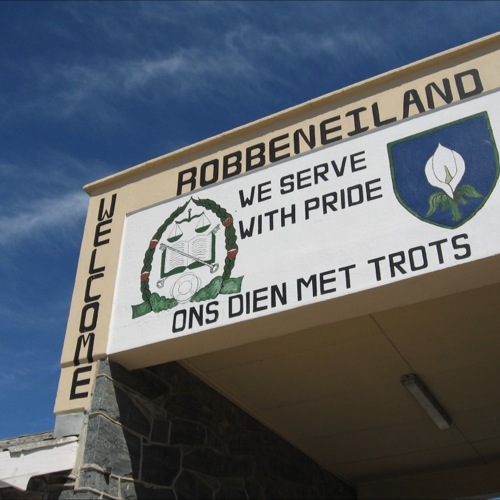 ROBBENEILAND
WELCOME
WE SERVE
WITH PRIDE
ONS DIEN MET TROTS